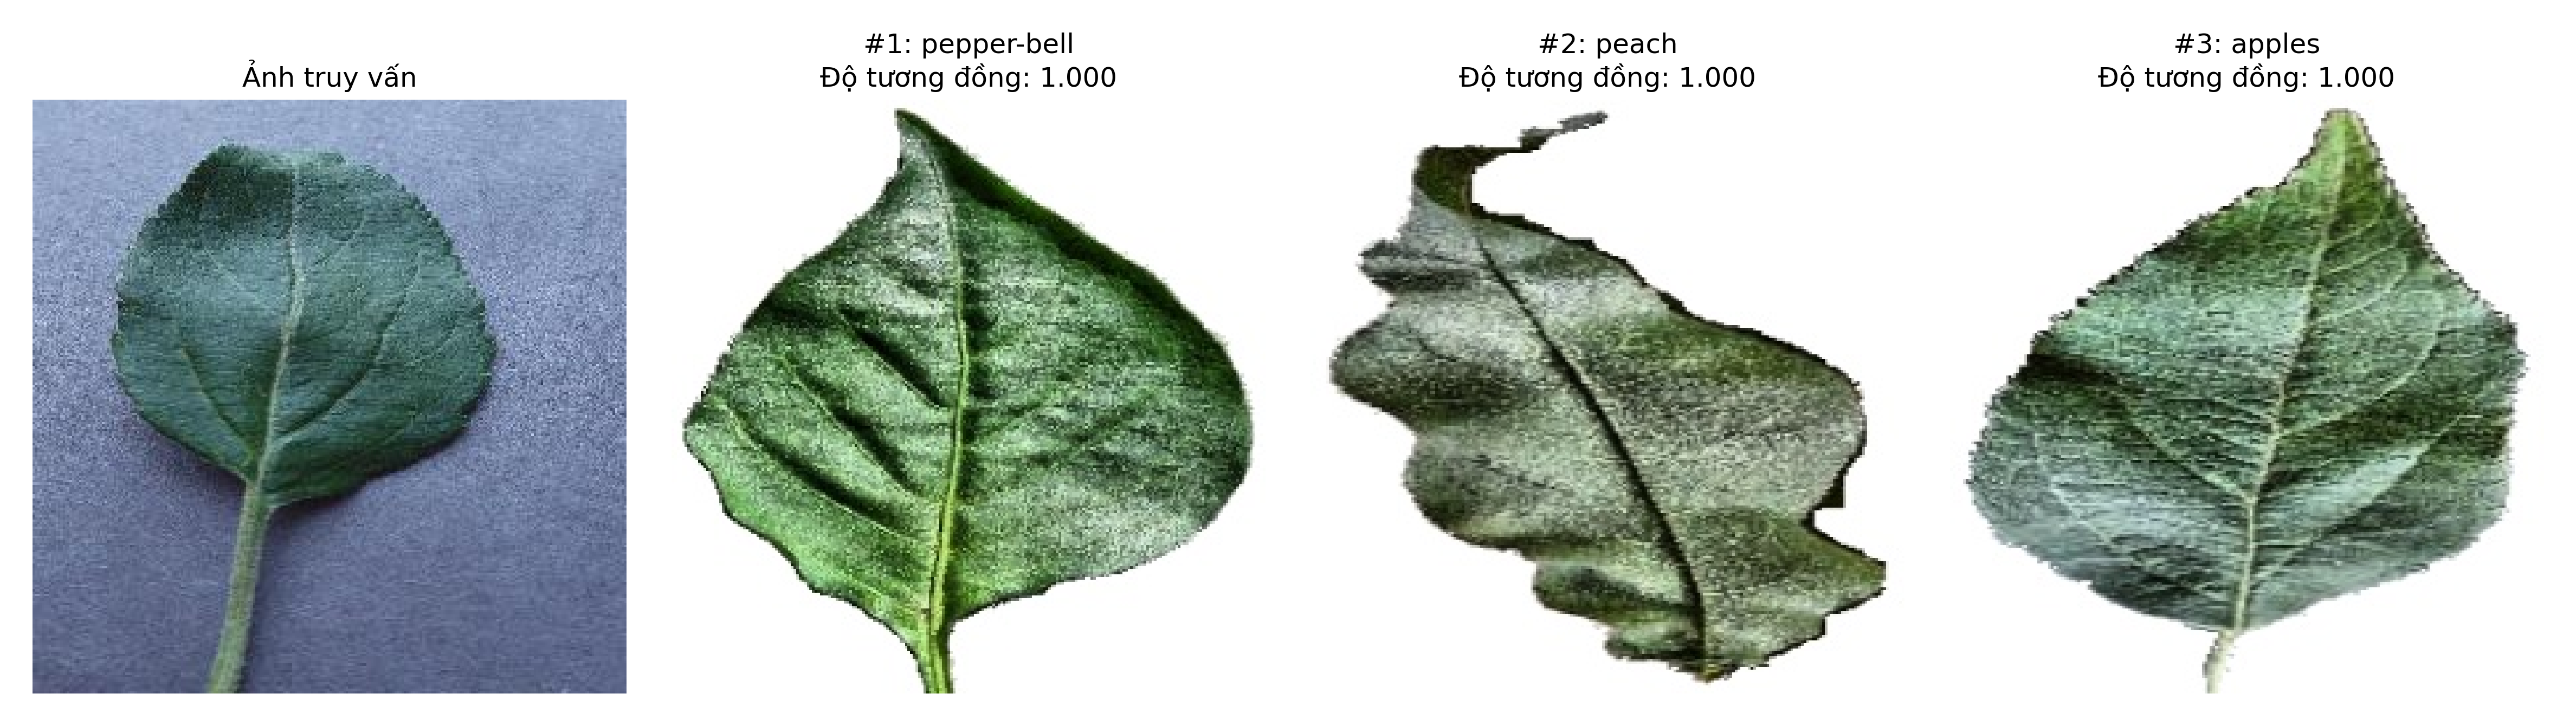 Ảnh truy vấn
#1: pepper-bell
Độ tương đồng: 1.000
#2: peach
Độ tương đồng: 1.000
#3: apples
Độ tương đồng: 1.000